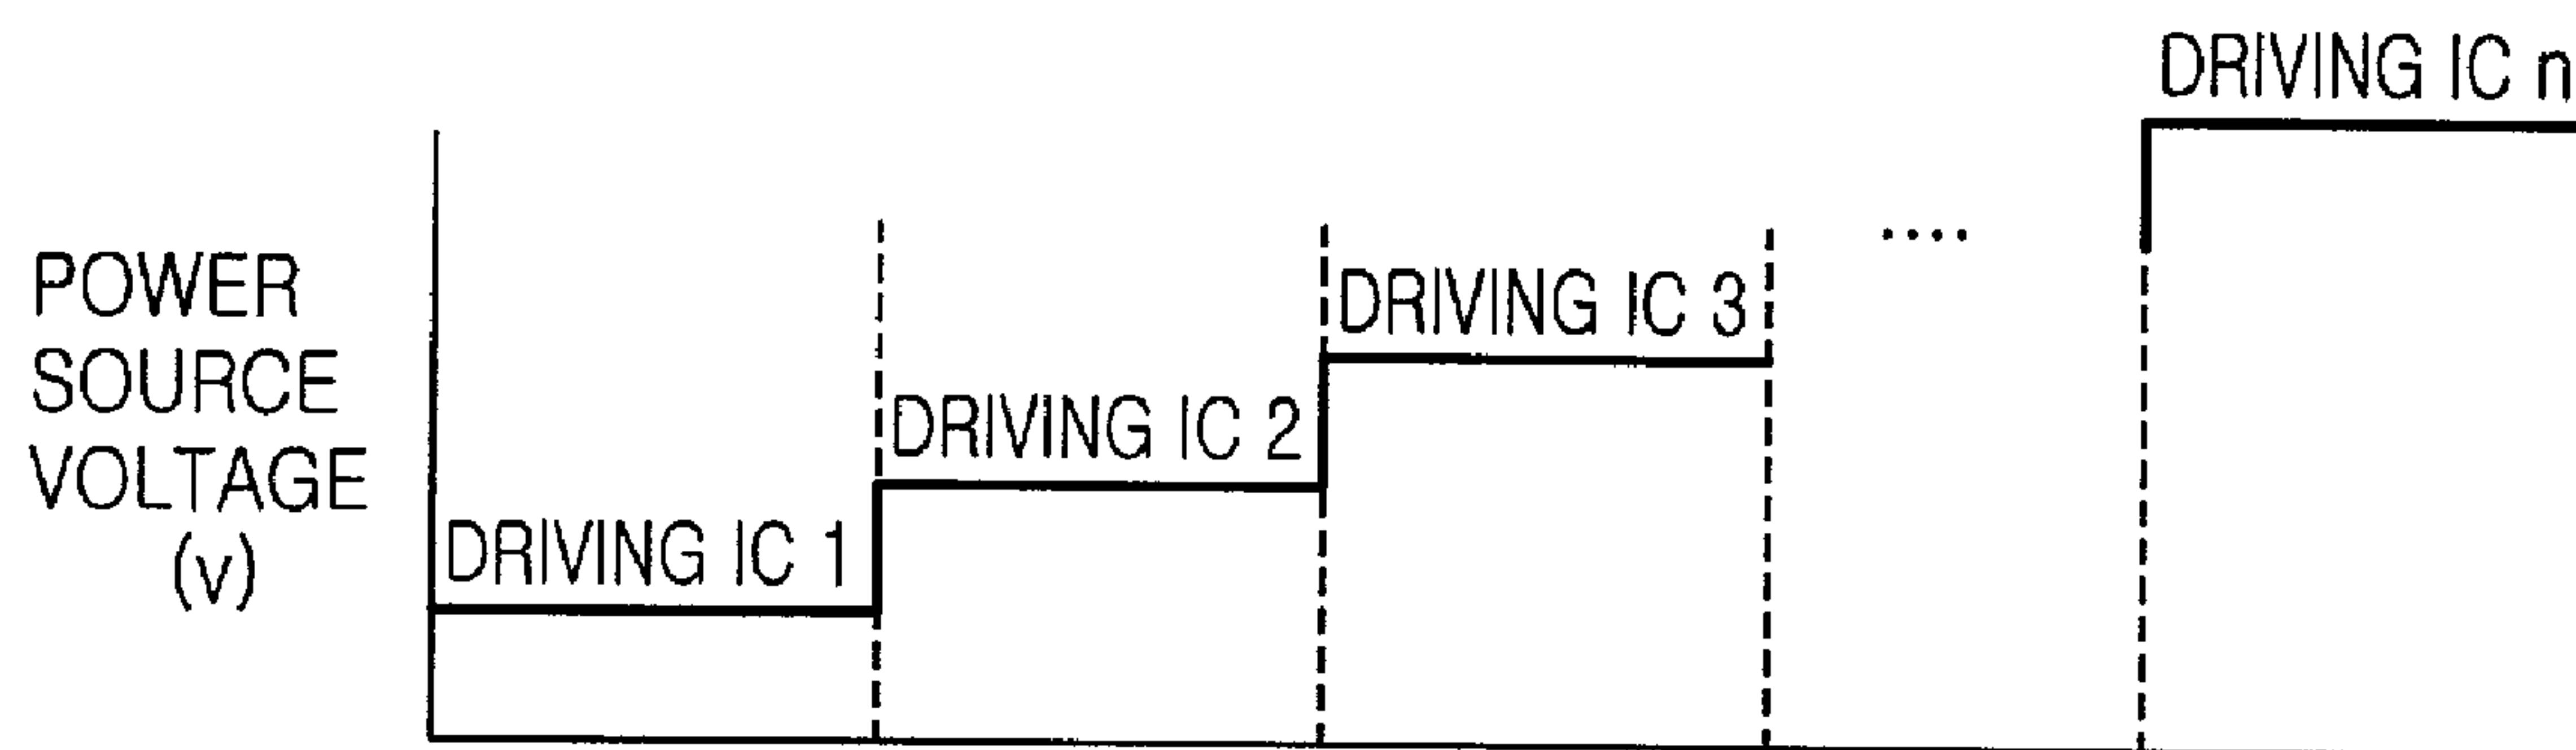 DRIVING IC n
....
POWER
SOURCE
VOLTAGE
(v)
DRIVING IC 3
DRIVING IC 2
DRIVING IC 1